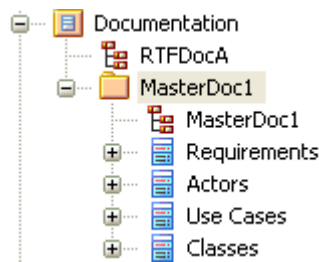 Documentation
RTFDocA
MasterDoc1
MasterDoc1
Requirements
Actors
Use Cases
Classes